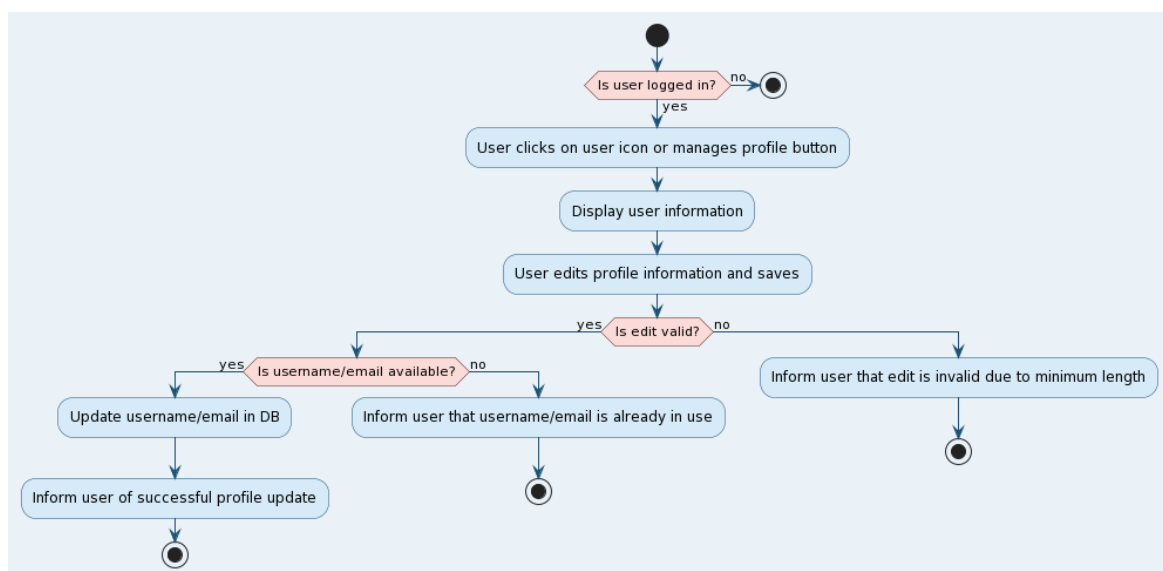 Is user logged in?
no
yes
User clicks on user icon or manages profile button
Display user information
User edits profile information and saves
yes
Is edit valid?
no
yes
Is username/email available?
no
Inform user that edit is invalid due to minimum length
Update username/email in DB
Inform user that username/email is already in use
Inform user of successful profile update